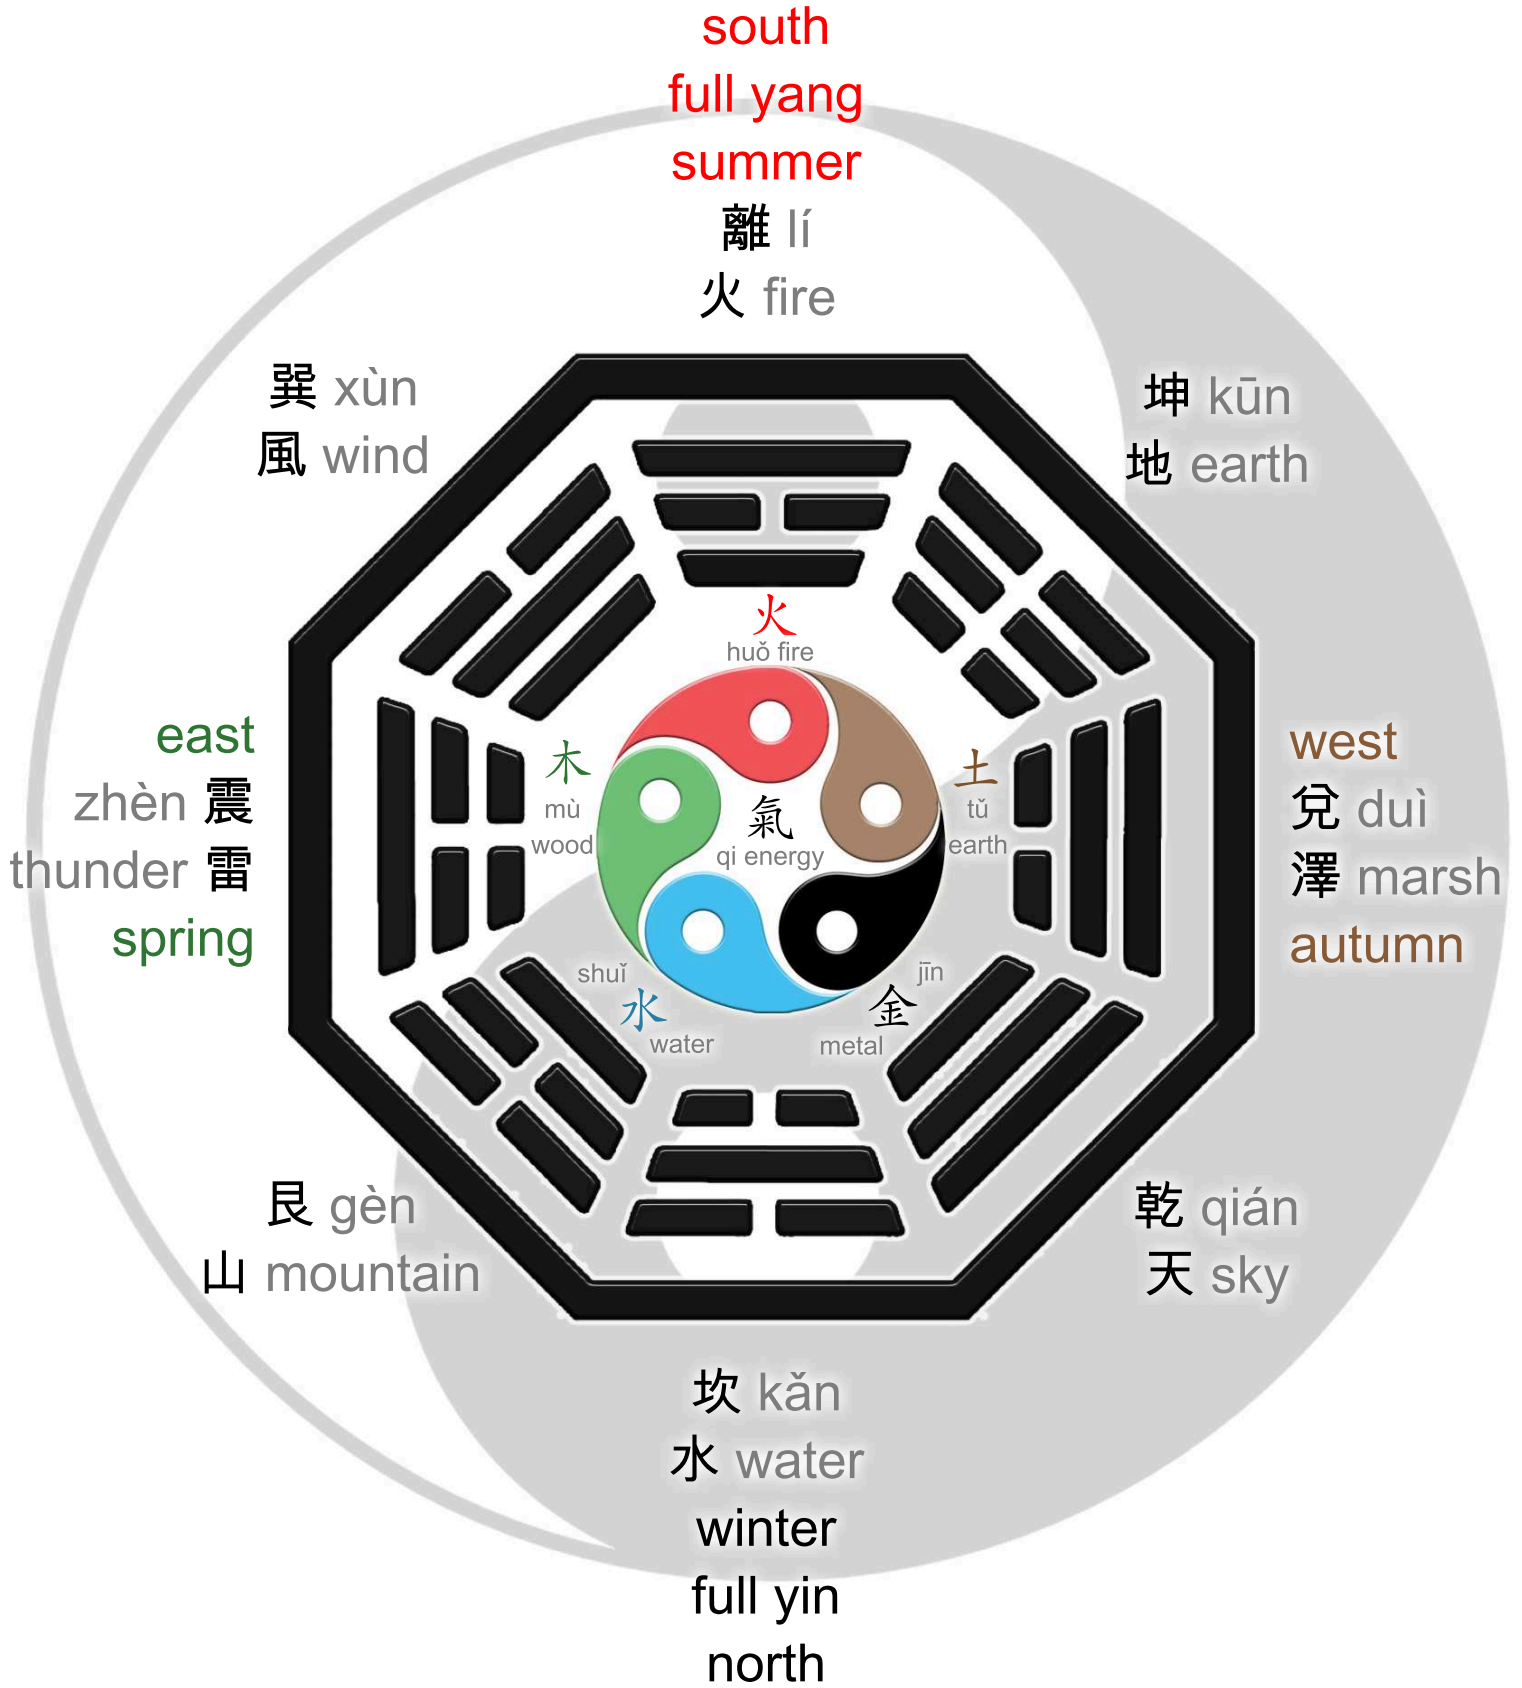 south
full yang
summer
離 lí
火 fire
巽 xùn
風 wind
坤 kūn
地 earth
火
huǒ fire
east
zhèn 震
thunder 雷
spring
木
mù
wood
氣
qi energy
土
tǔ
earth
west
兌 duì
澤 marsh
autumn
shuǐ
水
water
jīn
金
metal
艮 gèn
山 mountain
乾 qián
天 sky
坎 kǎn
水 water
winter
full yin
north